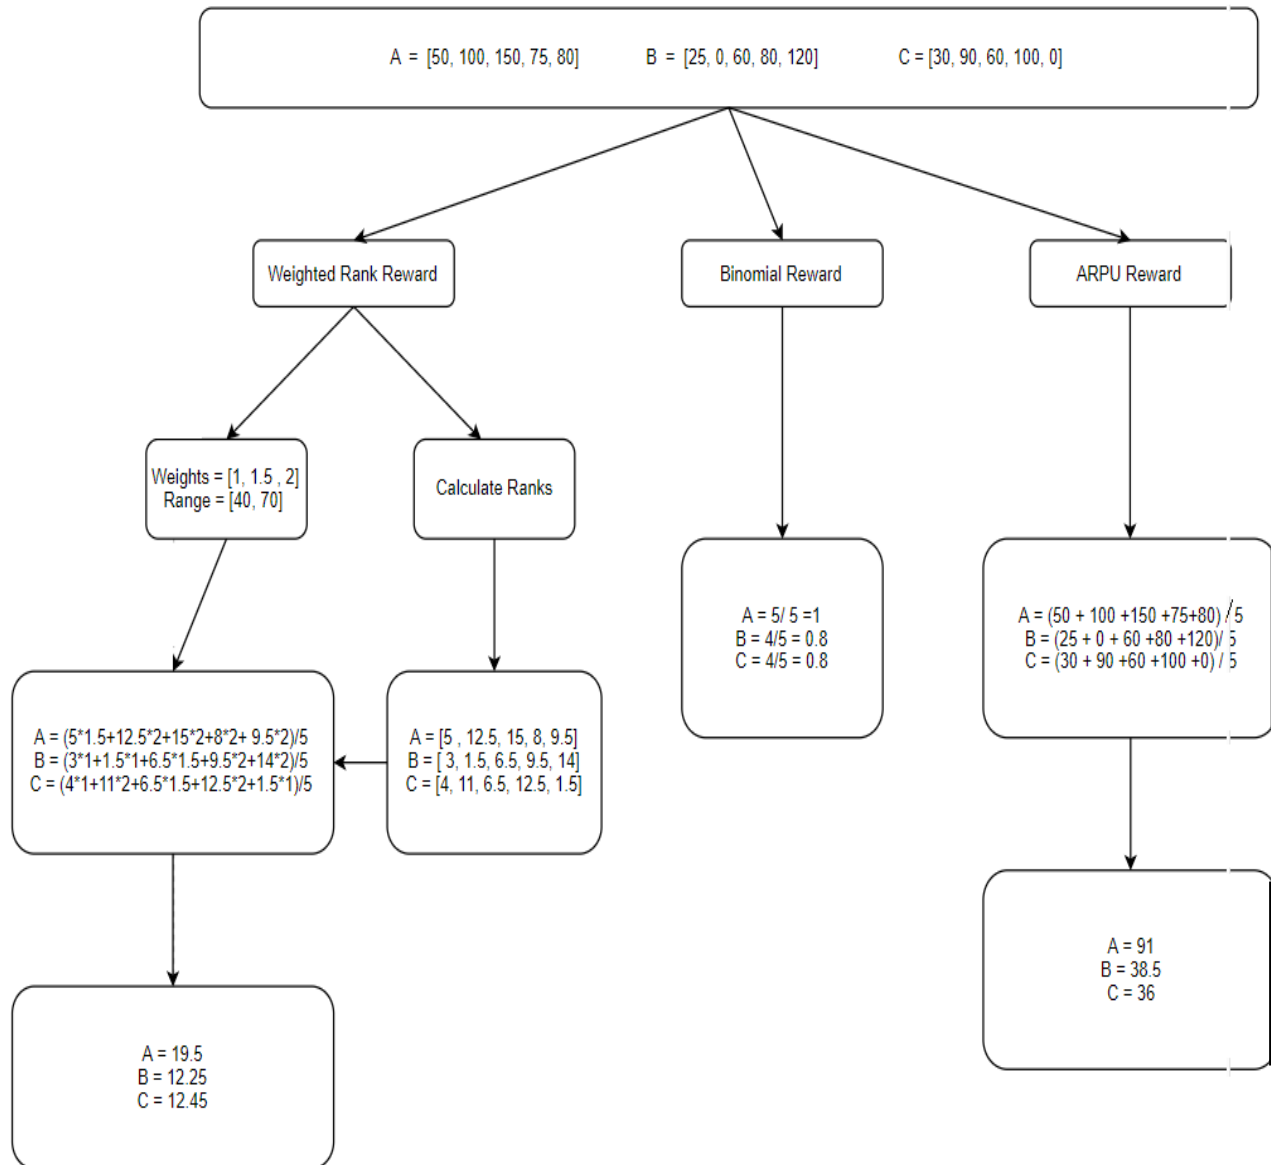 A = [50, 100, 150, 75, 80] B = [25, 0, 60, 80, 120] C = [30, 90, 60, 100, 0]
Weighted Rank Reward
Binomial Reward
ARPU Reward
Weights = [1, 1.5 , 2]
Range = [40, 70]
Calculate Ranks
A = 5/ 5 =1
B = 4/5 = 0.8
C = 4/5 = 0.8
A = (50 + 100 +150 +75+80) / 5
B = (25 + 0 + 60 +80 +120)/ 5
C = (30 + 90 +60 +100 +0) / 5
A = (5*1.5+12.5*2+15*2+8*2+ 9.5*2)/5
B = (3*1+1.5*1+6.5*1.5+9.5*2+14*2)/5
C = (4*1+11*2+6.5*1.5+12.5*2+1.5*1)/5
A = [5 , 12.5, 15, 8, 9.5]
B = [ 3, 1.5, 6.5, 9.5, 14]
C = [4, 11, 6.5, 12.5, 1.5]
A = 91
B = 38.5
C = 36
A = 19.5
B = 12.25
C = 12.45